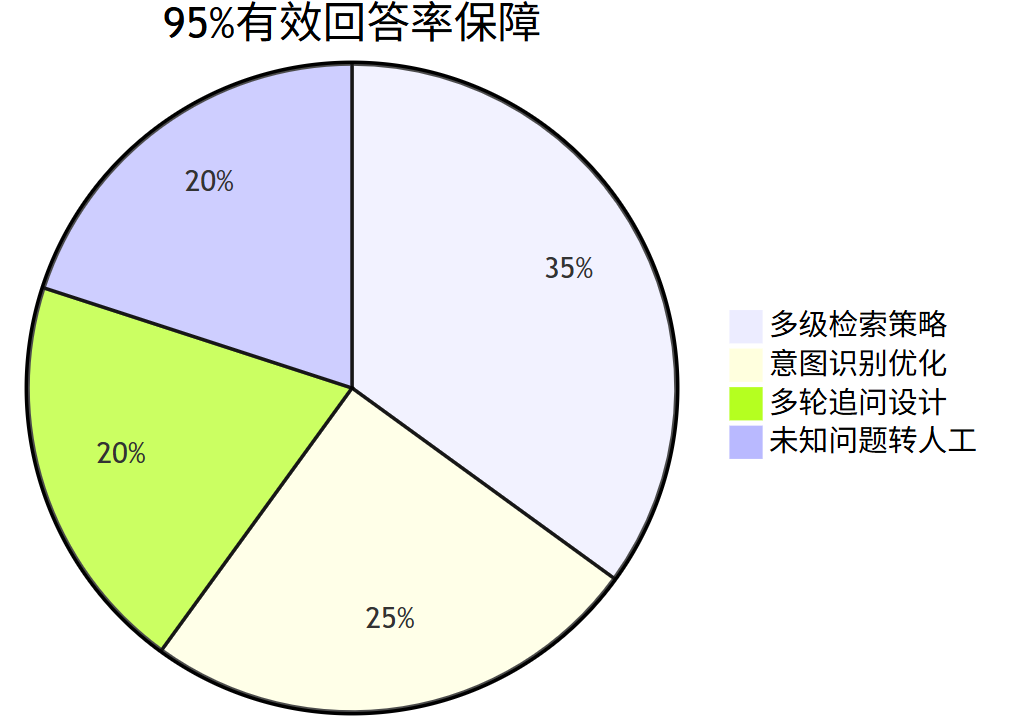 95%有效回答率保障
20%
35%
20%
25%
多级检索策略
意图识别优化
多轮追问设计
未知问题转人工